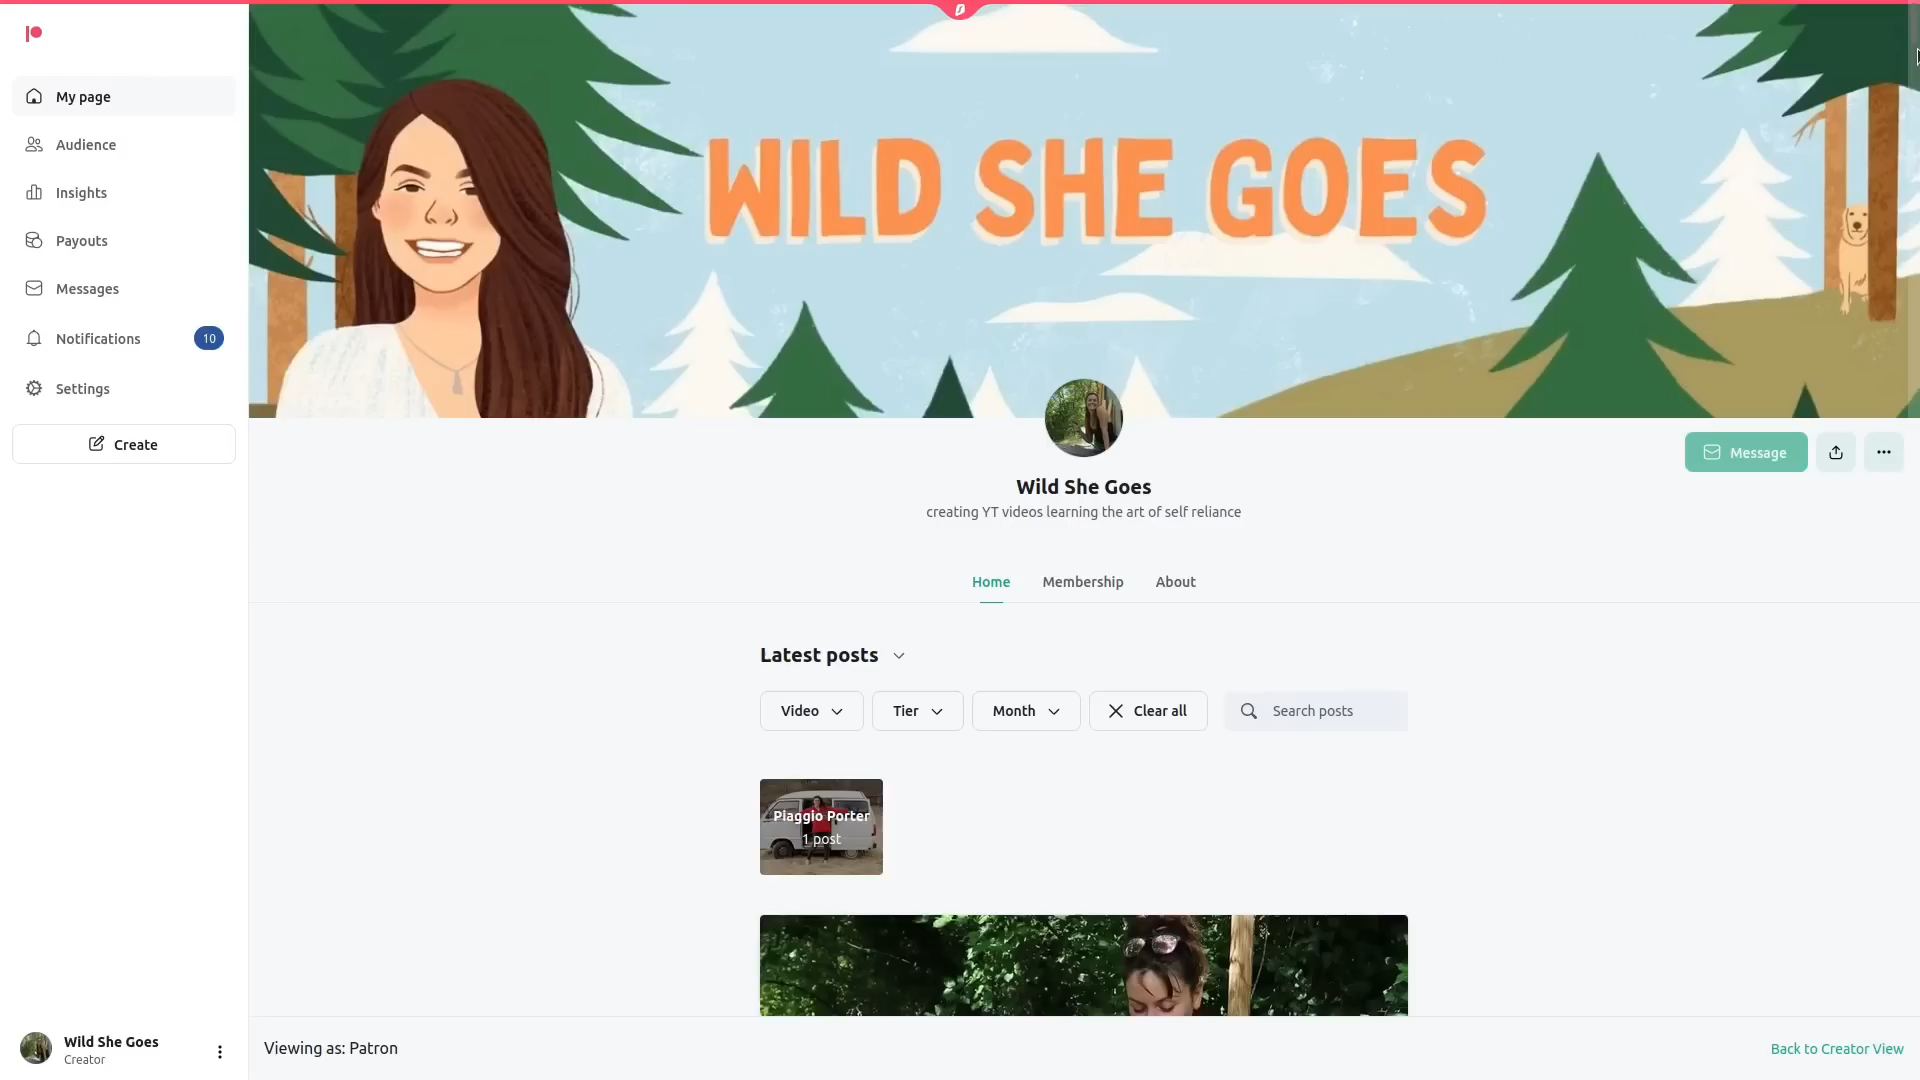 My page
Audience
Insights
Payouts
Messages
Notifications 10
Settings
Create
WILD SHE GOES
Message
Wild She Goes
creating YT videos learning the art of self reliance
Home Membership About
Latest posts
Video Tier Month Clear all Search posts
Piaggio Porter
1 post
Wild She Goes
Creator
Viewing as: Patron
Back to Creator View